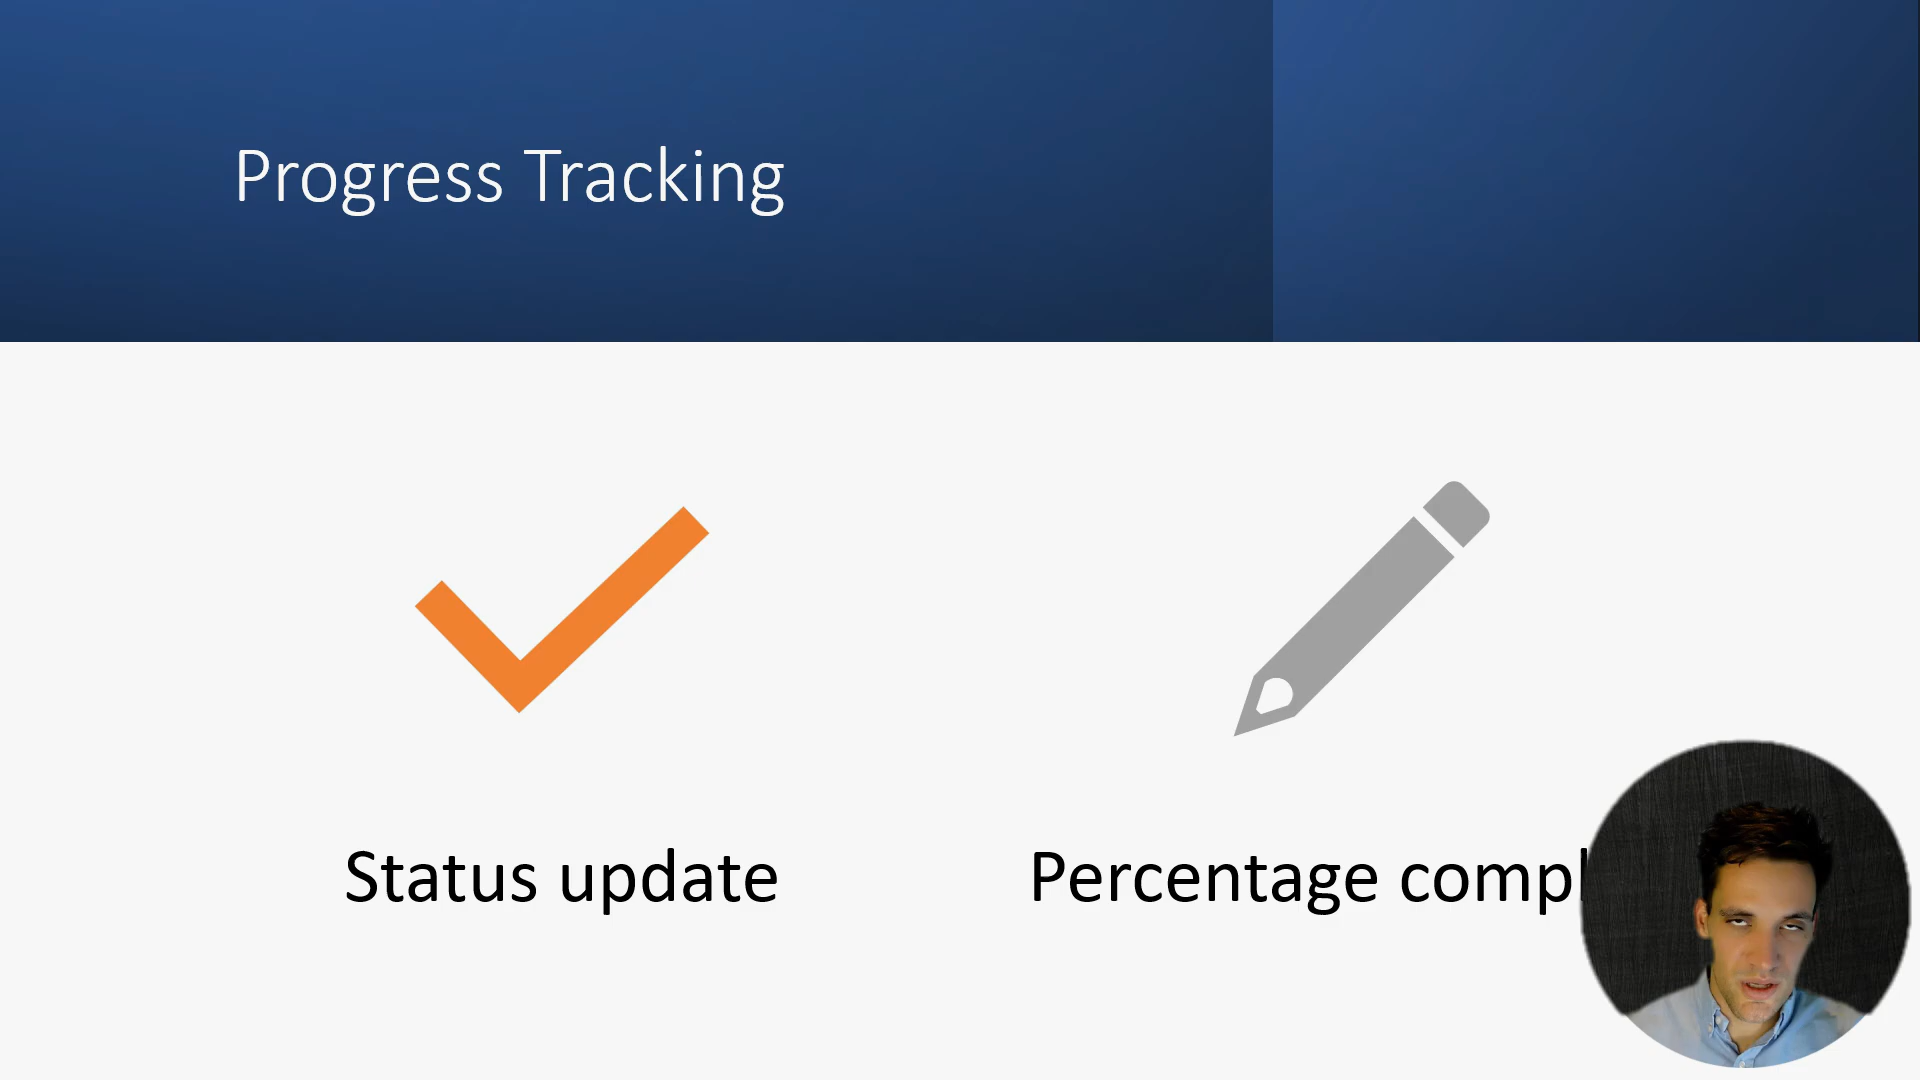 Progress Tracking
Status update
Percentage compl